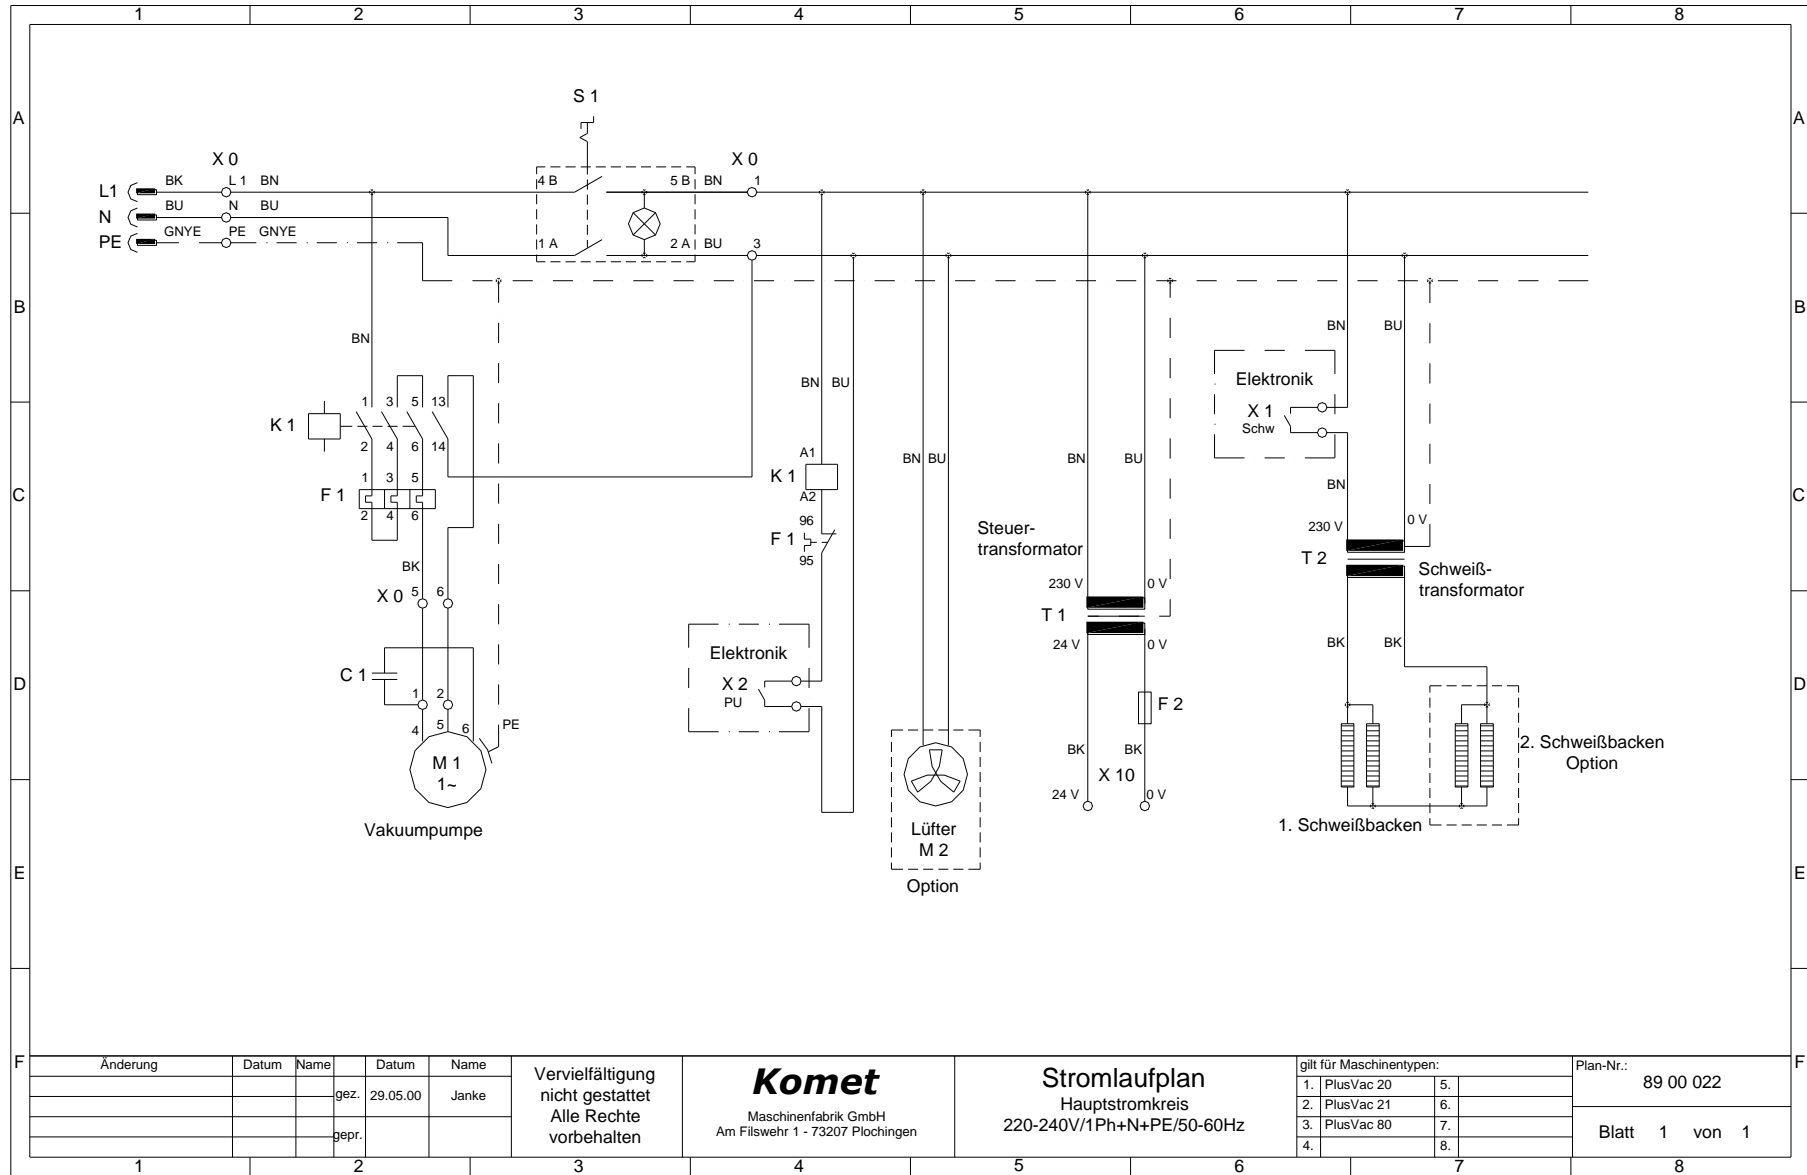 1 2 3 4 5 6 7 8
A A
S 1
X 0 X 0
L1 BK L 1 BN 4 B 5 B BN 1
N BU N BU
PE GNYE PE GNYE 1 A 2 A BU 3
B B
BN BN BU
Elektronik
BN BU
X 1
Schw
1 3 5 13
K 1
2 4 6 14
A1
K 1
A2
BN BU BN BU
BN
C C
1 3 5
F 1
2 4 6
96
F 1
95
Steuer-
transformator
230 V 0 V
T 2
Schweiß-
transformator
BK
X 0 5 6
230 V 0 V
T 1
24 V 0 V
BK BK
Elektronik
X 2
PU
C 1
1 2
D D
F 2
4 5 6 PE
M 1
1~
Vakuumpumpe
BK BK
X 10
24 V 0 V
2. Schweißbacken
Option
1. Schweißbacken
Lüfter
M 2
Option
E E
F F
Änderung Datum Name Datum Name
gez. 29.05.00 Janke
gepr.
Vervielfältigung
nicht gestattet
Alle Rechte
vorbehalten
Komet
Maschinenfabrik GmbH
Am Filswehr 1 - 73207 Plochingen
Stromlaufplan
Hauptstromkreis
220-240V/1Ph+N+PE/50-60Hz
gilt für Maschinentypen:
1. PlusVac 20 5.
2. PlusVac 21 6.
3. PlusVac 80 7.
4. 8.
Plan-Nr.:
89 00 022
Blatt 1 von 1
1 2 3 4 5 6 7 8